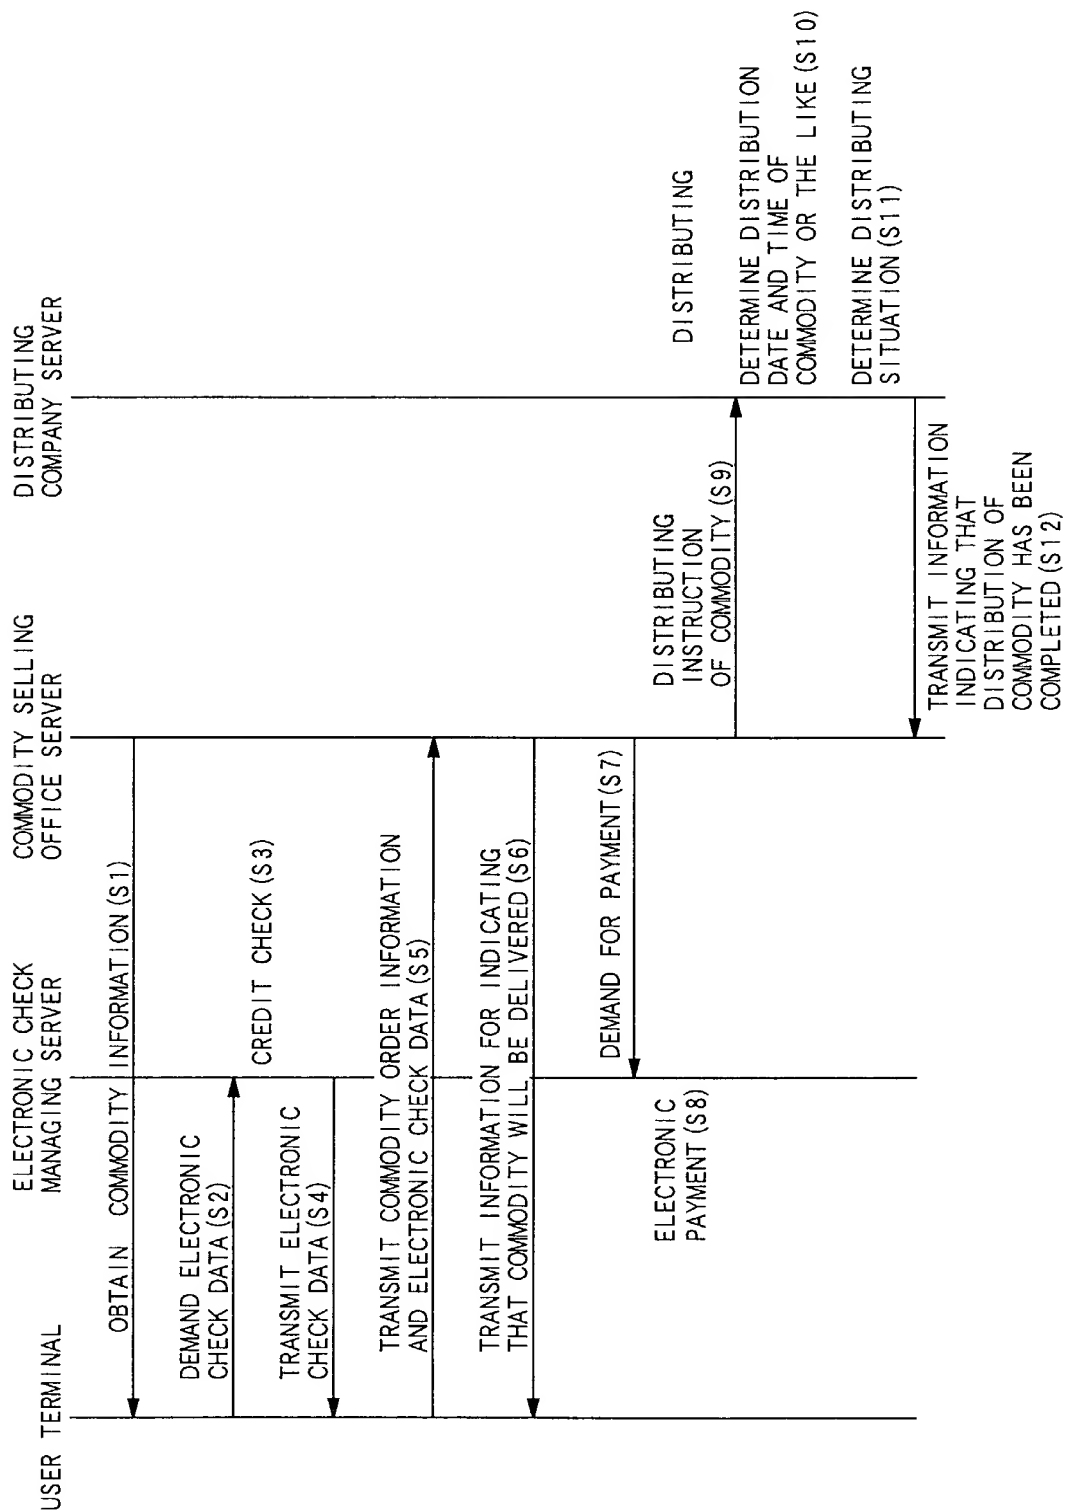 USER TERMINAL
ELECTRONIC CHECK
MANAGING SERVER
COMMODITY SELLING
OFFICE SERVER
DISTRIBUTING
COMPANY SERVER
OBTAIN COMMODITY INFORMATION(S1)
DEMAND ELECTRONIC
CHECK DATA(S2)
CREDIT CHECK(S3)
TRANSMIT ELECTRONIC
CHECK DATA(S4)
TRANSMIT COMMODITY ORDER INFORMATION
AND ELECTRONIC CHECK DATA(S5)
TRANSMIT INFORMATION FOR INDICATING
THAT COMMODITY WILL BE DELIVERED(S6)
DEMAND FOR PAYMENT(S7)
ELECTRONIC
PAYMENT(S8)
DISTRIBUTING
INSTRUCTION
OF COMMODITY(S9)
DISTRIBUTING
DETERMINE DISTRIBUTION
DATE AND TIME OF
COMMODITY OR THE LIKE(S10)
DETERMINE DISTRIBUTING
SITUATION(S11)
TRANSMIT INFORMATION
INDICATING THAT
DISTRIBUTION OF
COMMODITY HAS BEEN
COMPLETED(S12)